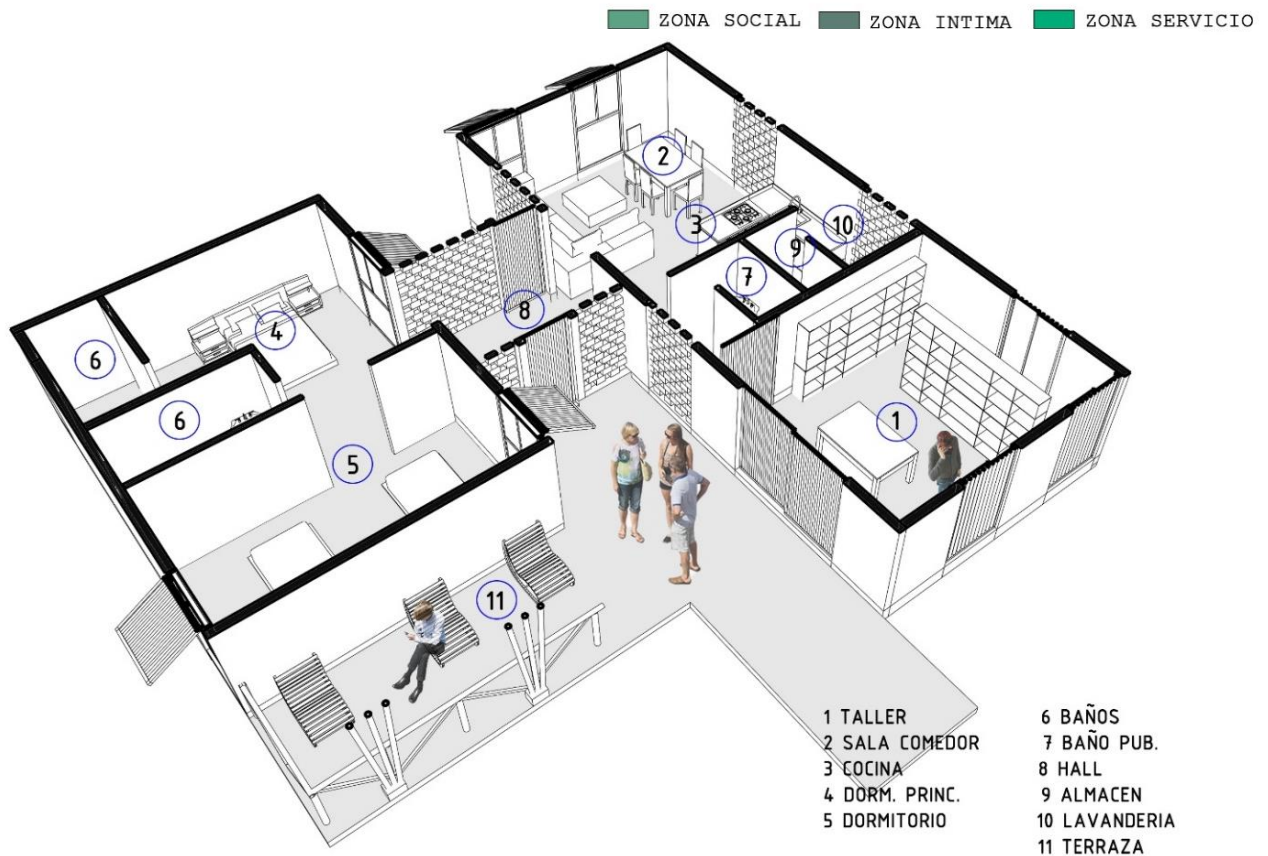 ZONA SOCIAL ZONA INTIMA ZONA SERVICIO
2
3
10
9
7
8
4
6
6
1
5
11
1 TALLER
2 SALA COMEDOR
3 COCINA
4 DORM. PRINC.
5 DORMITORIO
6 BAÑOS
7 BAÑO PUB.
8 HALL
9 ALMACEN
10 LAVANDERIA
11 TERRAZA